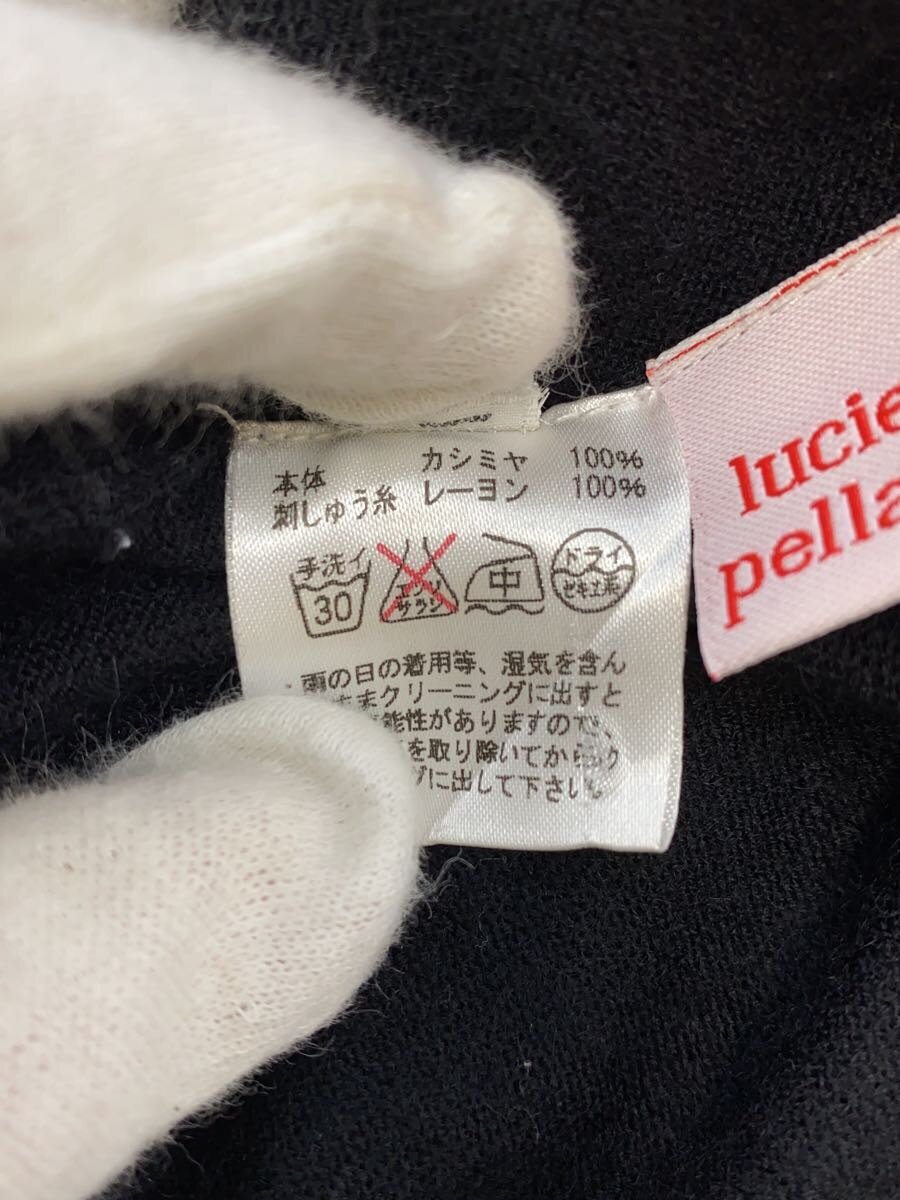 本体 カシミヤ 100%
刺しゅう糸 レーヨン 100%
手洗イ
30
エンソ
サラシ
中
ドライ
セキユ系
雨の日の着用等、湿気を含ん
ままクリーニングに出すと
能性がありますので、
を取り除いてからク
グに出して下さい。
lucie
pella